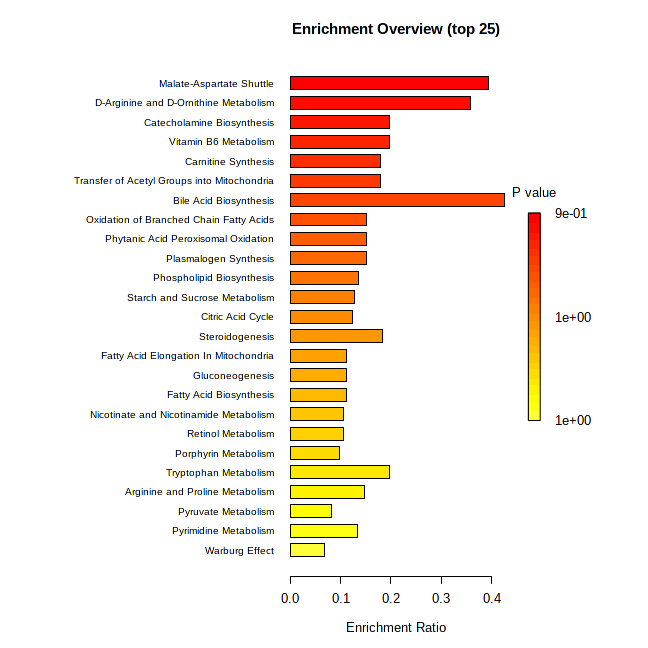 Enrichment Overview (top 25)
Malate-Aspartate Shuttle
D-Arginine and D-Ornithine Metabolism
Catecholamine Biosynthesis
Vitamin B6 Metabolism
Carnitine Synthesis
Transfer of Acetyl Groups into Mitochondria
Bile Acid Biosynthesis
Oxidation of Branched Chain Fatty Acids
Phytanic Acid Peroxisomal Oxidation
Plasmalogen Synthesis
Phospholipid Biosynthesis
Starch and Sucrose Metabolism
Citric Acid Cycle
Steroidogenesis
Fatty Acid Elongation In Mitochondria
Gluconeogenesis
Fatty Acid Biosynthesis
Nicotinate and Nicotinamide Metabolism
Retinol Metabolism
Porphyrin Metabolism
Tryptophan Metabolism
Arginine and Proline Metabolism
Pyruvate Metabolism
Pyrimidine Metabolism
Warburg Effect
P value
9e-01
1e+00
1e+00
0.0 0.1 0.2 0.3 0.4
Enrichment Ratio